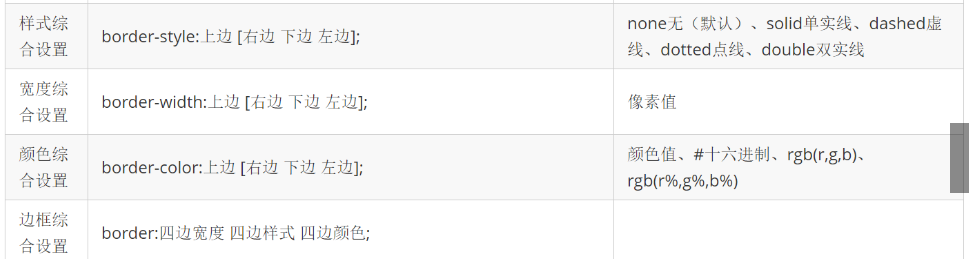 样式综
合设置
border-style:上边 [右边 下边 左边];
none无（默认）、solid单实线、dashed虚
线、dotted点线、double双实线
宽度综
合设置
border-width:上边 [右边 下边 左边];
像素值
颜色综
合设置
border-color:上边 [右边 下边 左边];
颜色值、#十六进制、rgb(r,g,b)、
rgb(r%,g%,b%)
边框综
合设置
border:四边宽度 四边样式 四边颜色;